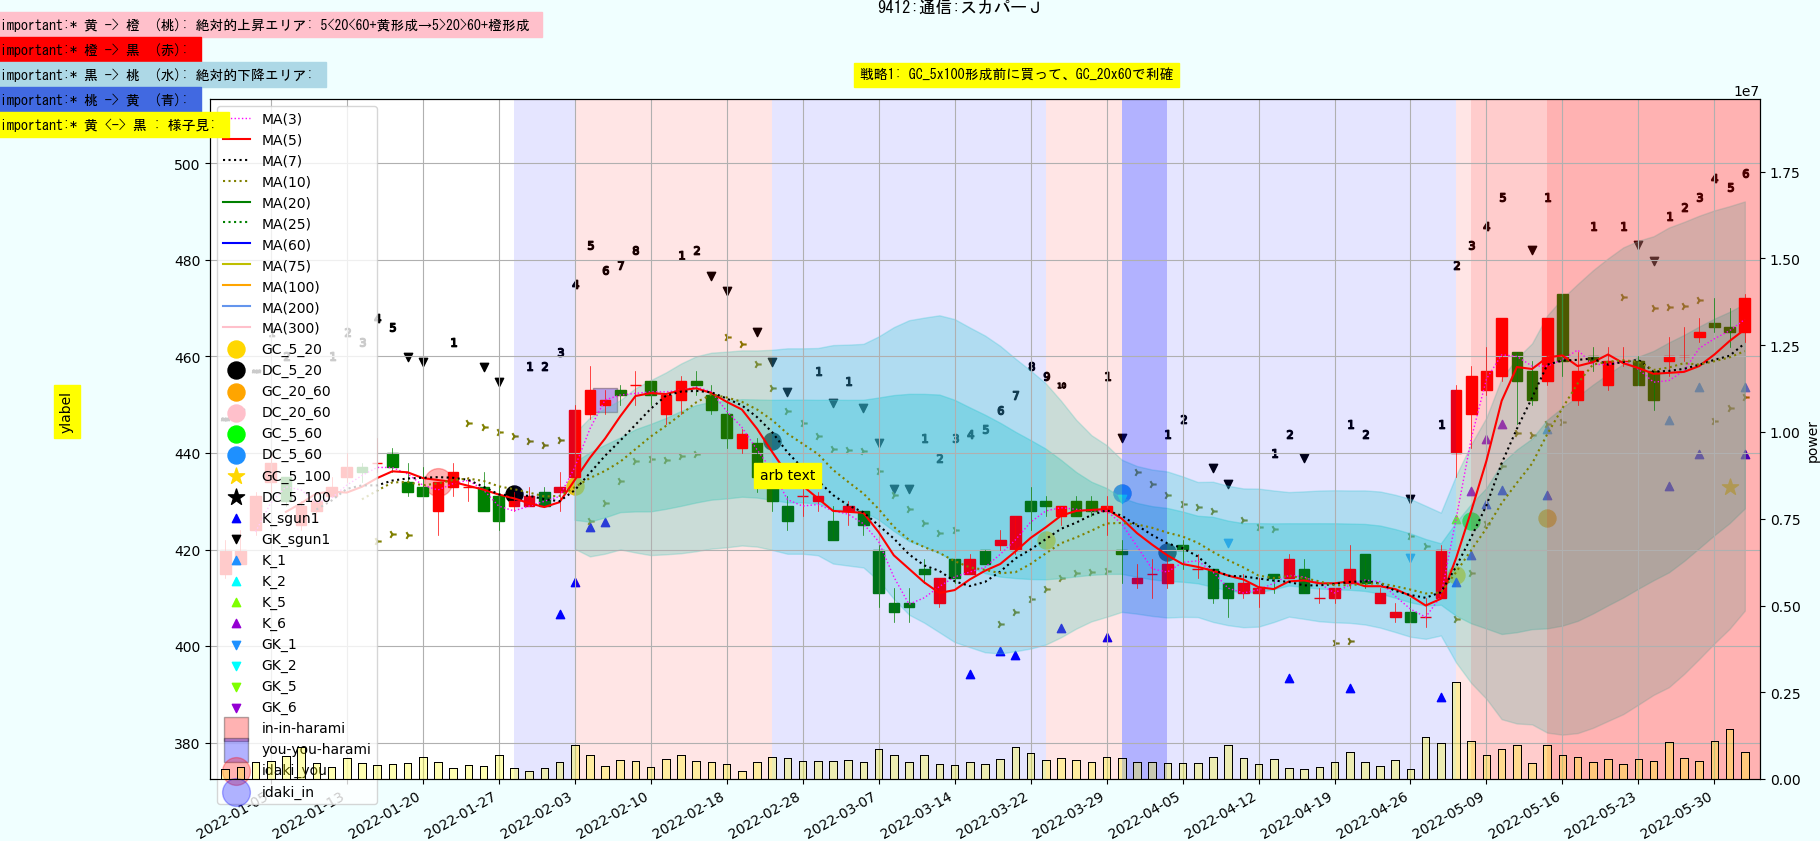 9412:通信:スカパーＪ
important:* 黄 -> 橙 （桃）: 絶対的上昇エリア: 5<20<60+黄形成→5>20>60+橙形成
important:* 橙 -> 黒 （赤）:
important:* 黒 -> 桃 （水）: 絶対的下降エリア:
important:* 桃 -> 黄 （青）:
important:* 黄 <-> 黒 : 様子見:
戦略1: GC_5x100形成前に買って、GC_20x60で利確
1e7
MA(3)
MA(5)
MA(7)
MA(10)
MA(20)
MA(25)
MA(60)
MA(75)
MA(100)
MA(200)
MA(300)
GC_5_20
DC_5_20
GC_20_60
DC_20_60
GC_5_60
DC_5_60
GC_5_100
DC_5_100
K_sgun1
GK_sgun1
K_1
K_2
K_5
K_6
GK_1
GK_2
GK_5
GK_6
in-in-harami
you-you-harami
idaki_you
idaki_in
500
480
460
440
420
400
380
ylabel
arb text
1.75
1.50
1.25
1.00
0.75
0.50
0.25
0.00
power
2022-01-05
2022-01-13
2022-01-20
2022-01-27
2022-02-03
2022-02-10
2022-02-18
2022-02-28
2022-03-07
2022-03-14
2022-03-22
2022-03-29
2022-04-05
2022-04-12
2022-04-19
2022-04-26
2022-05-09
2022-05-16
2022-05-23
2022-05-30